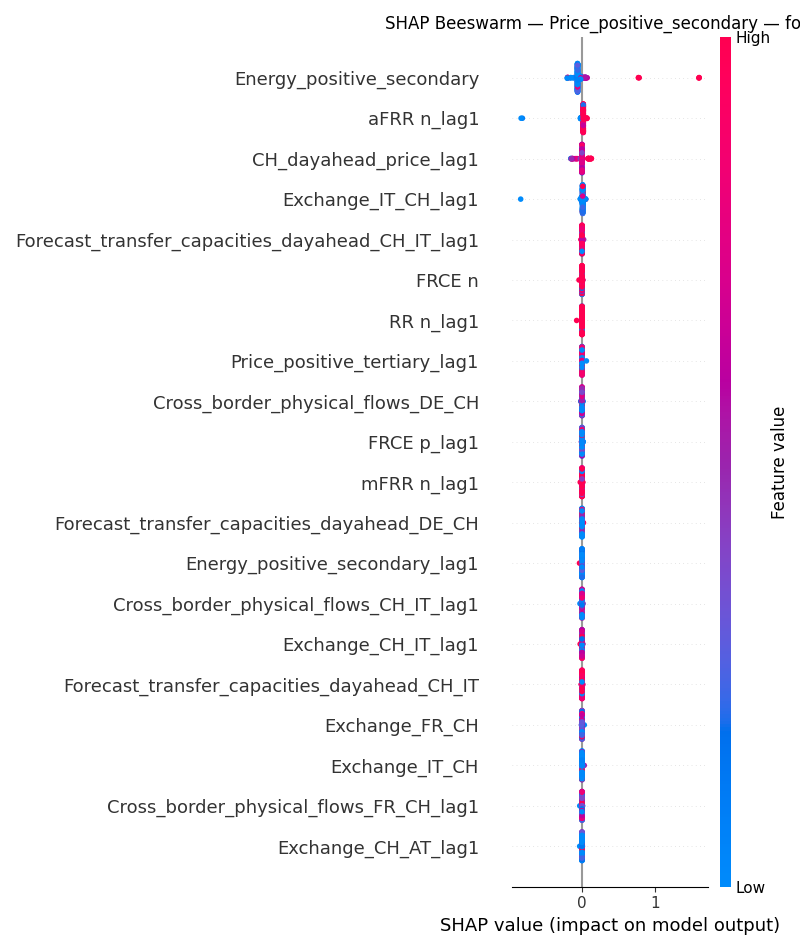 SHAP Beeswarm — Price_positive_secondary — fo
High
Energy_positive_secondary
aFRR n_lag1
CH_dayahead_price_lag1
Exchange_IT_CH_lag1
Forecast_transfer_capacities_dayahead_CH_IT_lag1
FRCE n
RR n_lag1
Price_positive_tertiary_lag1
Cross_border_physical_flows_DE_CH
FRCE p_lag1
mFRR n_lag1
Forecast_transfer_capacities_dayahead_DE_CH
Energy_positive_secondary_lag1
Cross_border_physical_flows_CH_IT_lag1
Exchange_CH_IT_lag1
Forecast_transfer_capacities_dayahead_CH_IT
Exchange_FR_CH
Exchange_IT_CH
Cross_border_physical_flows_FR_CH_lag1
Exchange_CH_AT_lag1
Feature value
Low
0 1
SHAP value (impact on model output)